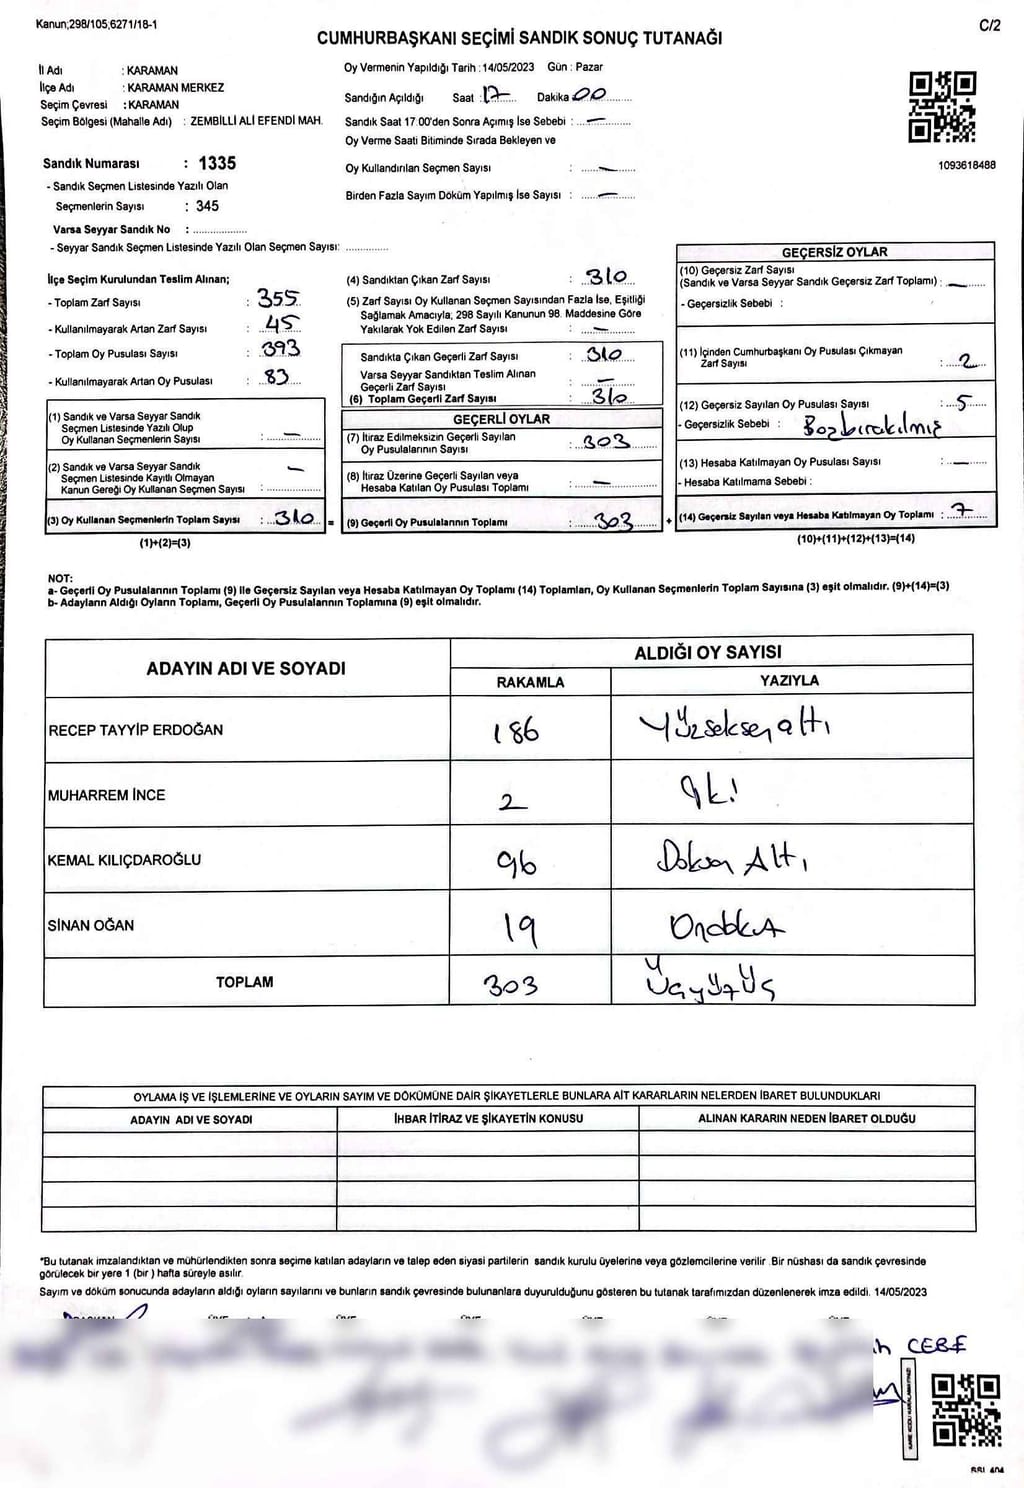 Kanun;298/105,6271/18-1
C/2
CUMHURBAŞKANI SEÇİMİ SANDIK SONUÇ TUTANAĞI
İl Adı : KARAMAN
İlçe Adı : KARAMAN MERKEZ
Seçim Çevresi : KARAMAN
Seçim Bölgesi (Mahalle Adı) : ZEMBİLLİ ALİ EFENDİ MAH.
Sandık Numarası : 1335
- Sandık Seçmen Listesinde Yazılı Olan
Seçmenlerin Sayısı : 345
Varsa Seyyar Sandık No : ..................
- Seyyar Sandık Seçmen Listesinde Yazılı Olan Seçmen Sayısı: ..............
Oy Vermenin Yapıldığı Tarih : 14/05/2023 Gün : Pazar
Sandığın Açıldığı Saat : 17 Dakika 00
Sandık Saat 17:00'den Sonra Açımış İse Sebebi : —
Oy Verme Saati Bitiminde Sırada Bekleyen ve
Oy Kullandırılan Seçmen Sayısı : —
Birden Fazla Sayım Döküm Yapılmış İse Sayısı : —
1093618488
İlçe Seçim Kurulundan Teslim Alınan;
- Toplam Zarf Sayısı : 355
- Kullanılmayarak Artan Zarf Sayısı : 45
- Toplam Oy Pusulası Sayısı : 393
- Kullanılmayarak Artan Oy Pusulası : 83
(1) Sandık ve Varsa Seyyar Sandık
Seçmen Listesinde Yazılı Olup
Oy Kullanan Seçmenlerin Sayısı : —
(2) Sandık ve Varsa Seyyar Sandık
Seçmen Listesinde Kayıtlı Olmayan
Kanun Gereği Oy Kullanan Seçmen Sayısı : —
(3) Oy Kullanan Seçmenlerin Toplam Sayısı : 310 =
(1)+(2)=(3)
(4) Sandıktan Çıkan Zarf Sayısı : 310
(5) Zarf Sayısı Oy Kullanan Seçmen Sayısından Fazla İse, Eşitliği
Sağlamak Amacıyla; 298 Sayılı Kanunun 98. Maddesine Göre
Yakılarak Yok Edilen Zarf Sayısı : —
Sandıkta Çıkan Geçerli Zarf Sayısı : 310
Varsa Seyyar Sandıktan Teslim Alınan
Geçerli Zarf Sayısı : —
(6) Toplam Geçerli Zarf Sayısı : 310
GEÇERLİ OYLAR
(7) İtiraz Edilmeksizin Geçerli Sayılan
Oy Pusulalarının Sayısı : 303
(8) İtiraz Üzerine Geçerli Sayılan veya
Hesaba Katılan Oy Pusulası Toplamı : —
(9) Geçerli Oy Pusulalarının Toplamı : 303 +
GEÇERSİZ OYLAR
(10) Geçersiz Zarf Sayısı
(Sandık ve Varsa Seyyar Sandık Geçersiz Zarf Toplamı) : —
- Geçersizlik Sebebi :
(11) İçinden Cumhurbaşkanı Oy Pusulası Çıkmayan
Zarf Sayısı : 2
(12) Geçersiz Sayılan Oy Pusulası Sayısı : 5
- Geçersizlik Sebebi : Boşbırakılmış
(13) Hesaba Katılmayan Oy Pusulası Sayısı : —
- Hesaba Katılmama Sebebi :
(14) Geçersiz Sayılan veya Hesaba Katılmayan Oy Toplamı : 7
(10)+(11)+(12)+(13)=(14)
NOT:
a- Geçerli Oy Pusulalarının Toplamı (9) ile Geçersiz Sayılan veya Hesaba Katılmayan Oy Toplamı (14) Toplamları, Oy Kullanan Seçmenlerin Toplam Sayısına (3) eşit olmalıdır. (9)+(14)=(3)
b- Adayların Aldığı Oyların Toplamı, Geçerli Oy Pusulalarının Toplamına (9) eşit olmalıdır.
ADAYIN ADI VE SOYADI
ALDIĞI OY SAYISI
RAKAMLA YAZIYLA
RECEP TAYYİP ERDOĞAN 186 Yüzseksenaltı
MUHARREM İNCE 2 İki
KEMAL KILIÇDAROĞLU 96 Doksan Altı
SİNAN OĞAN 19 Ondokuz
TOPLAM 303 Üçyüzüç
OYLAMA İŞ VE İŞLEMLERİNE VE OYLARIN SAYIM VE DÖKÜMÜNE DAİR ŞİKAYETLERLE BUNLARA AİT KARARLARIN NELERDEN İBARET BULUNDUKLARI
ADAYIN ADI VE SOYADI İHBAR İTİRAZ VE ŞİKAYETİN KONUSU ALINAN KARARIN NEDEN İBARET OLDUĞU
*Bu tutanak imzalandıktan ve mühürlendikten sonra seçime katılan adayların ve talep eden siyasi partilerin sandık kurulu üyelerine veya gözlemcilerine verilir .Bir nüshası da sandık çevresinde
görülecek bir yere 1 (bir) hafta süreyle asılır.
Sayım ve döküm sonucunda adayların aldığı oyların sayılarını ve bunların sandık çevresinde bulunanlara duyurulduğunu gösteren bu tutanak tarafımızdan düzenlenerek imza edildi. 14/05/2023
CEBE